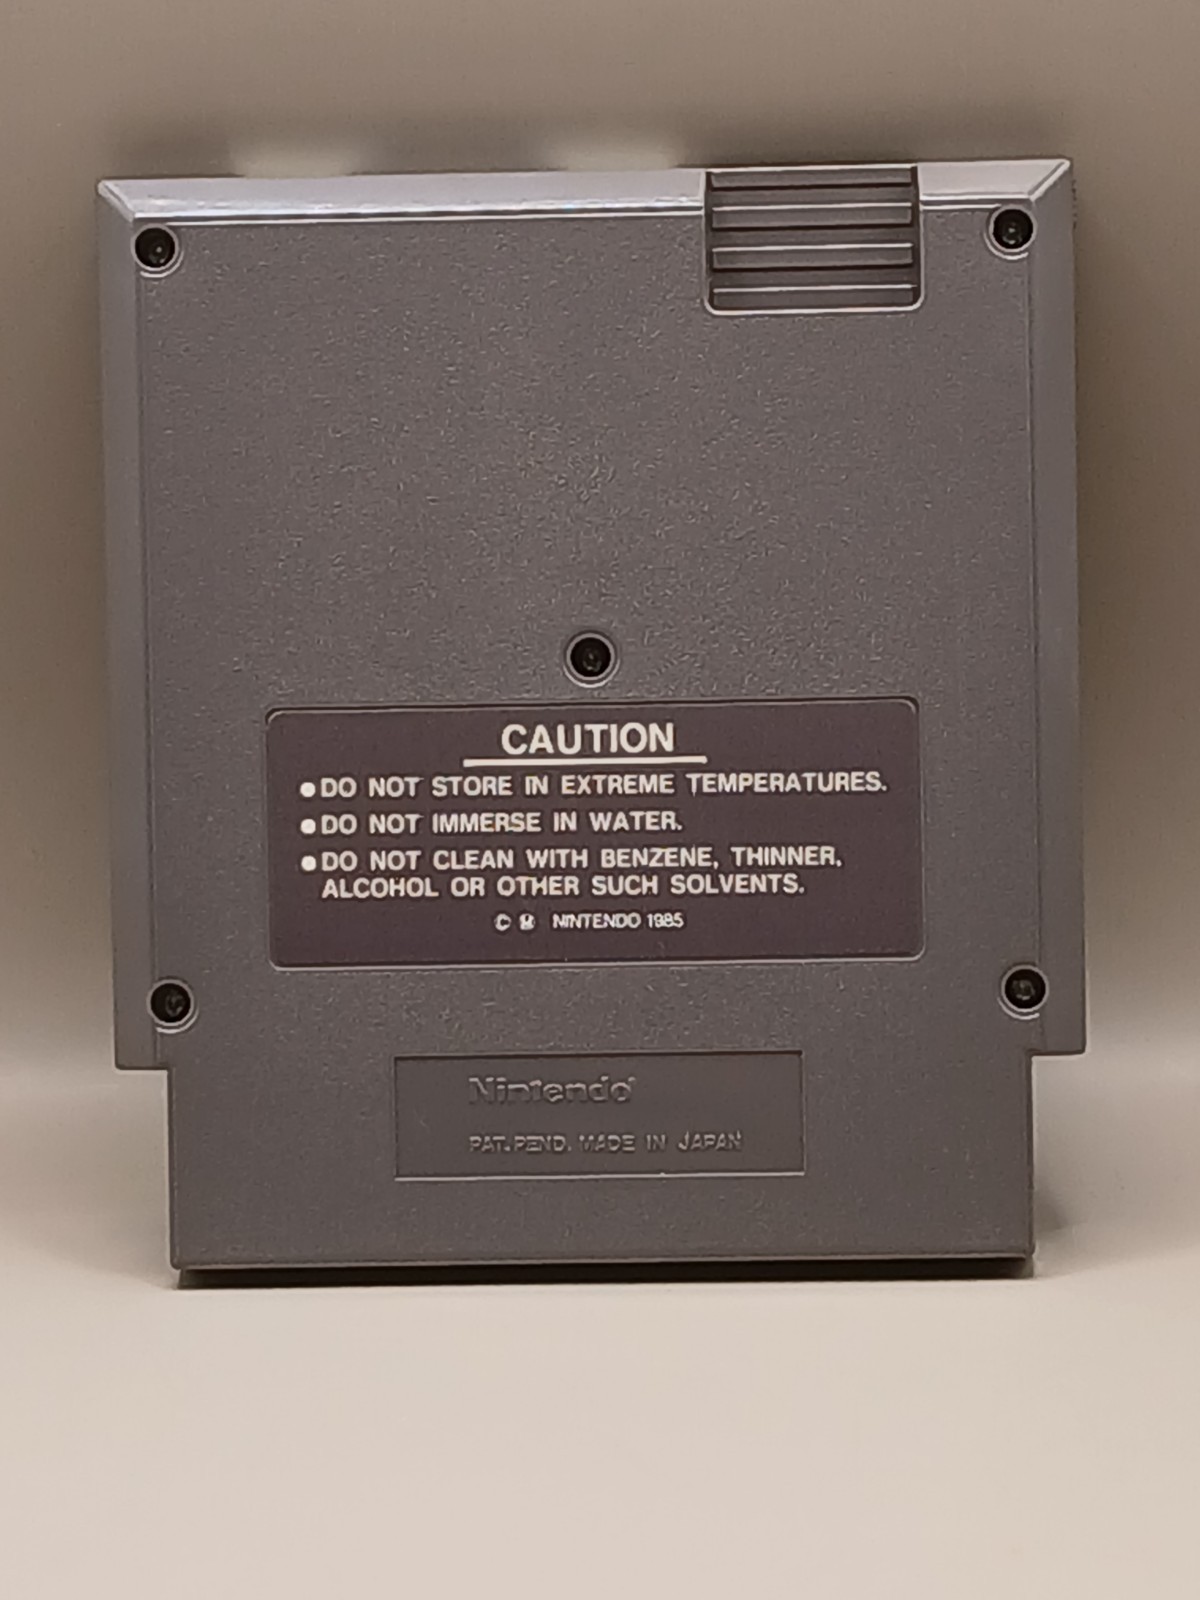 CAUTION
●DO NOT STORE IN EXTREME TEMPERATURES.
●DO NOT IMMERSE IN WATER.
●DO NOT CLEAN WITH BENZENE, THINNER,
ALCOHOL OR OTHER SUCH SOLVENTS.
© NINTENDO 1985
Nintendo
PAT. PEND. MADE IN JAPAN